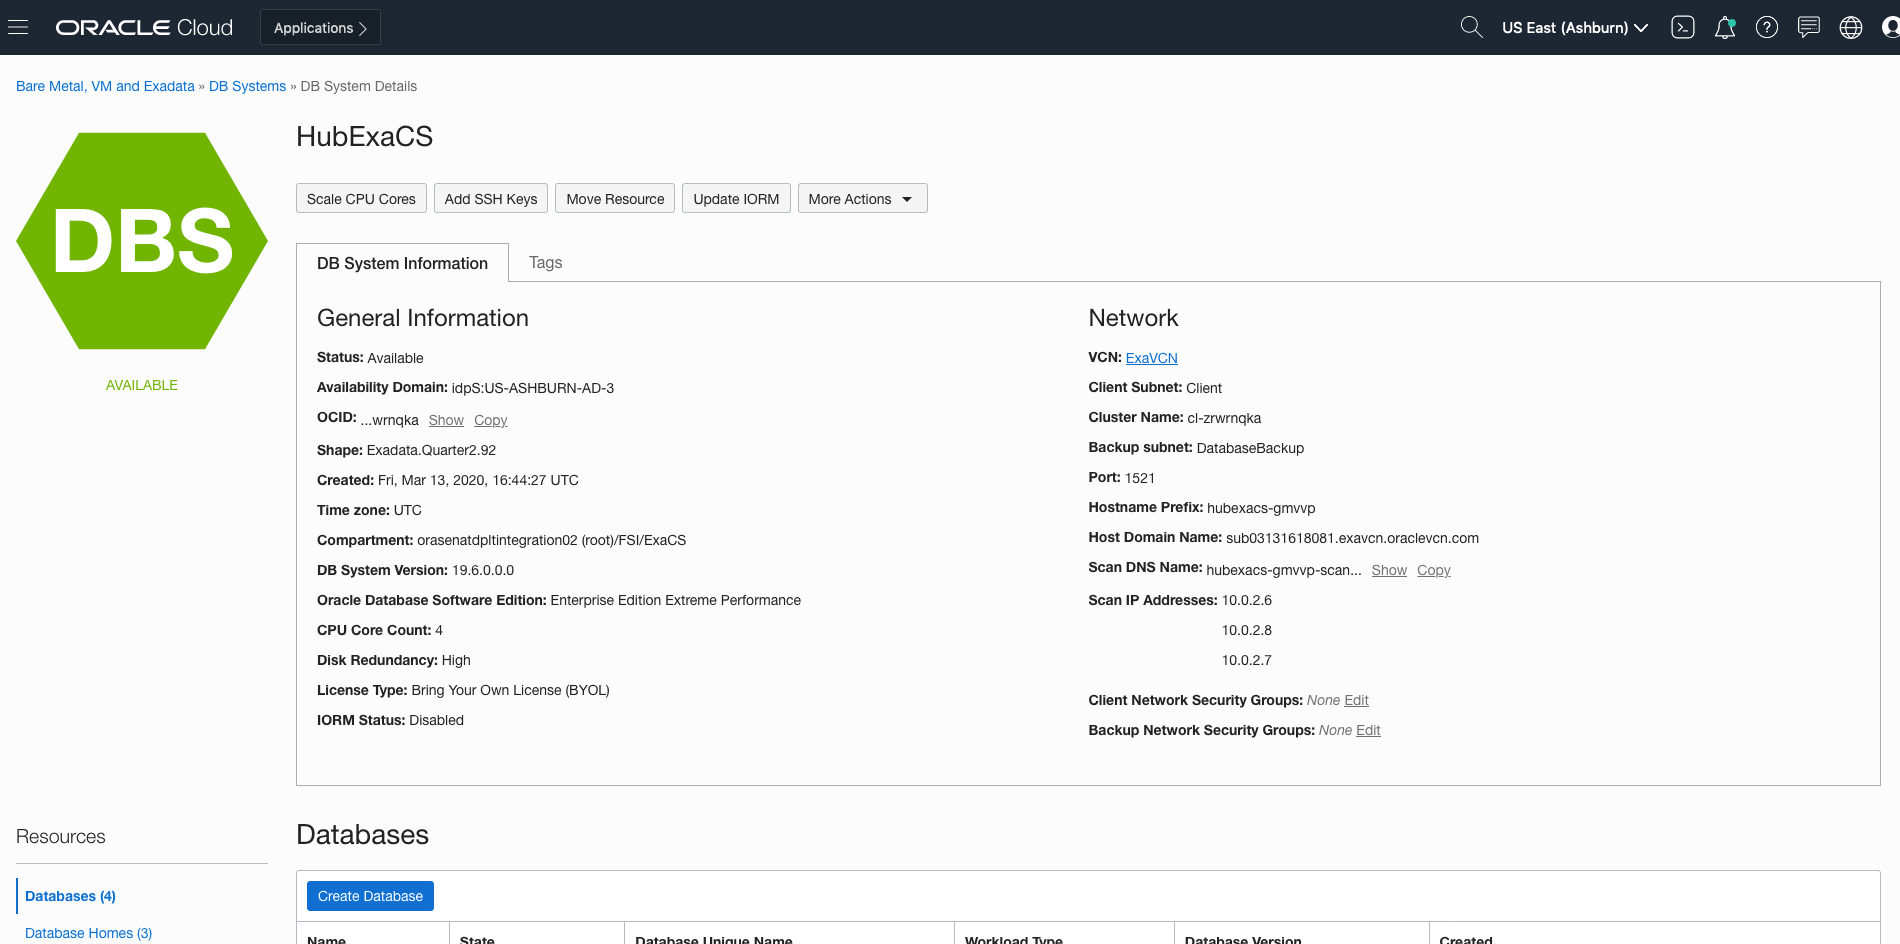 ORACLE Cloud
Applications
US East (Ashburn)
Bare Metal, VM and Exadata » DB Systems » DB System Details
DBS
AVAILABLE
HubExaCS
Scale CPU Cores
Add SSH Keys
Move Resource
Update IORM
More Actions
DB System Information
Tags
General Information
Status: Available
Availability Domain: idpS:US-ASHBURN-AD-3
OCID: ...wrnqka Show Copy
Shape: Exadata.Quarter2.92
Created: Fri, Mar 13, 2020, 16:44:27 UTC
Time zone: UTC
Compartment: orasenatdpltintegration02 (root)/FSI/ExaCS
DB System Version: 19.6.0.0.0
Oracle Database Software Edition: Enterprise Edition Extreme Performance
CPU Core Count: 4
Disk Redundancy: High
License Type: Bring Your Own License (BYOL)
IORM Status: Disabled
Network
VCN: ExaVCN
Client Subnet: Client
Cluster Name: cl-zrwrnqka
Backup subnet: DatabaseBackup
Port: 1521
Hostname Prefix: hubexacs-gmvvp
Host Domain Name: sub03131618081.exavcn.oraclevcn.com
Scan DNS Name: hubexacs-gmvvp-scan... Show Copy
Scan IP Addresses: 10.0.2.6
10.0.2.8
10.0.2.7
Client Network Security Groups: None Edit
Backup Network Security Groups: None Edit
Resources
Databases (4)
Database Homes (3)
Databases
Create Database
Name
State
Database Unique Name
Workload Type
Database Version
Created